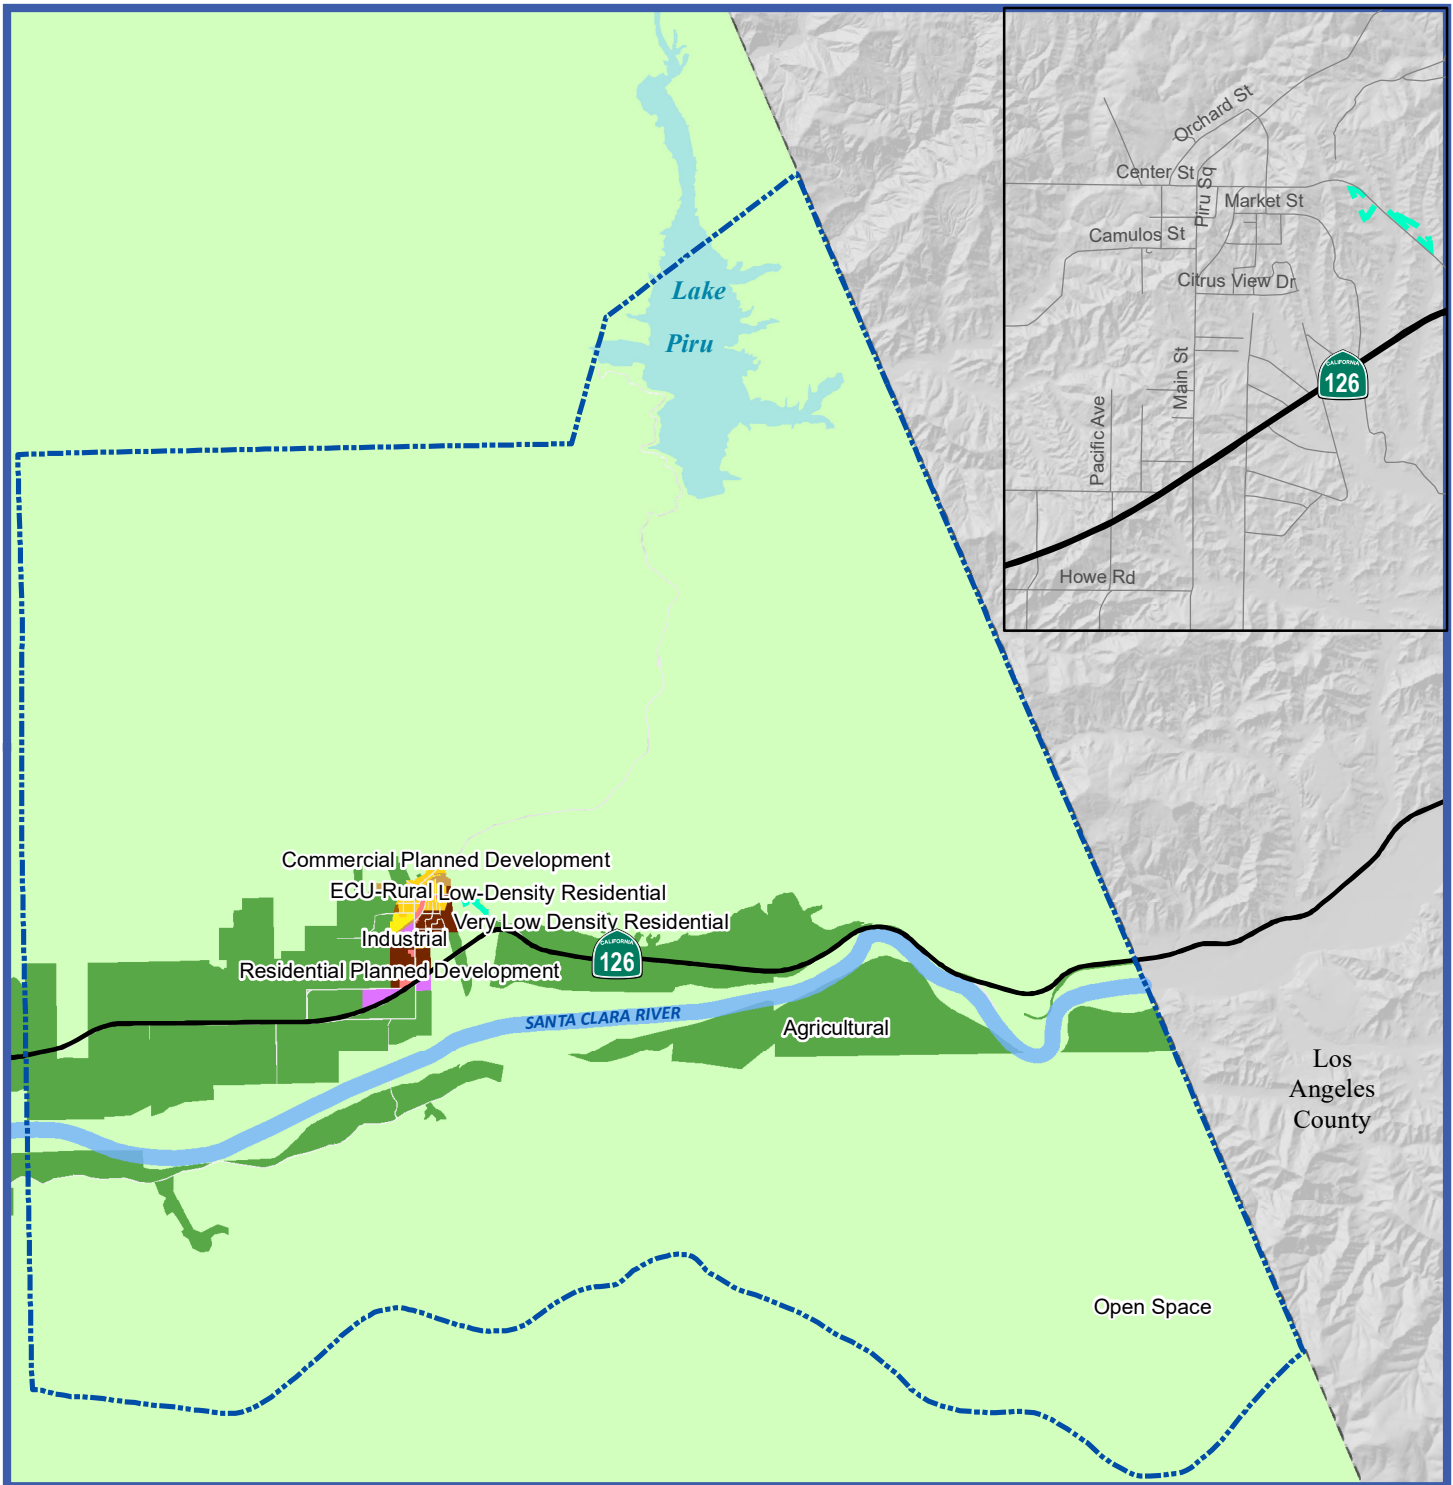 Orchard St
Center St
Piru Sq
Market St
Camulos St
Citrus View Dr
Main St
CALIFORNIA
126
Pacific Ave
Howe Rd
Lake
Piru
Commercial Planned Development
ECU-Rural
Low-Density Residential
Very Low Density Residential
Industrial
CALIFORNIA
126
Residential Planned Development
SANTA CLARA RIVER
Agricultural
Los
Angeles
County
Open Space